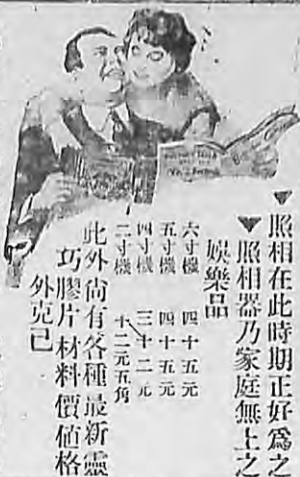 ▼照相在此時期正好爲之
▼照相器乃家庭無上之
娛樂品
六寸機 四十五元
五寸機 四十五元
四寸機 三十二元
二寸機 十二元五角
此外尙有各種最新靈
巧膠片材料價値格
外克已